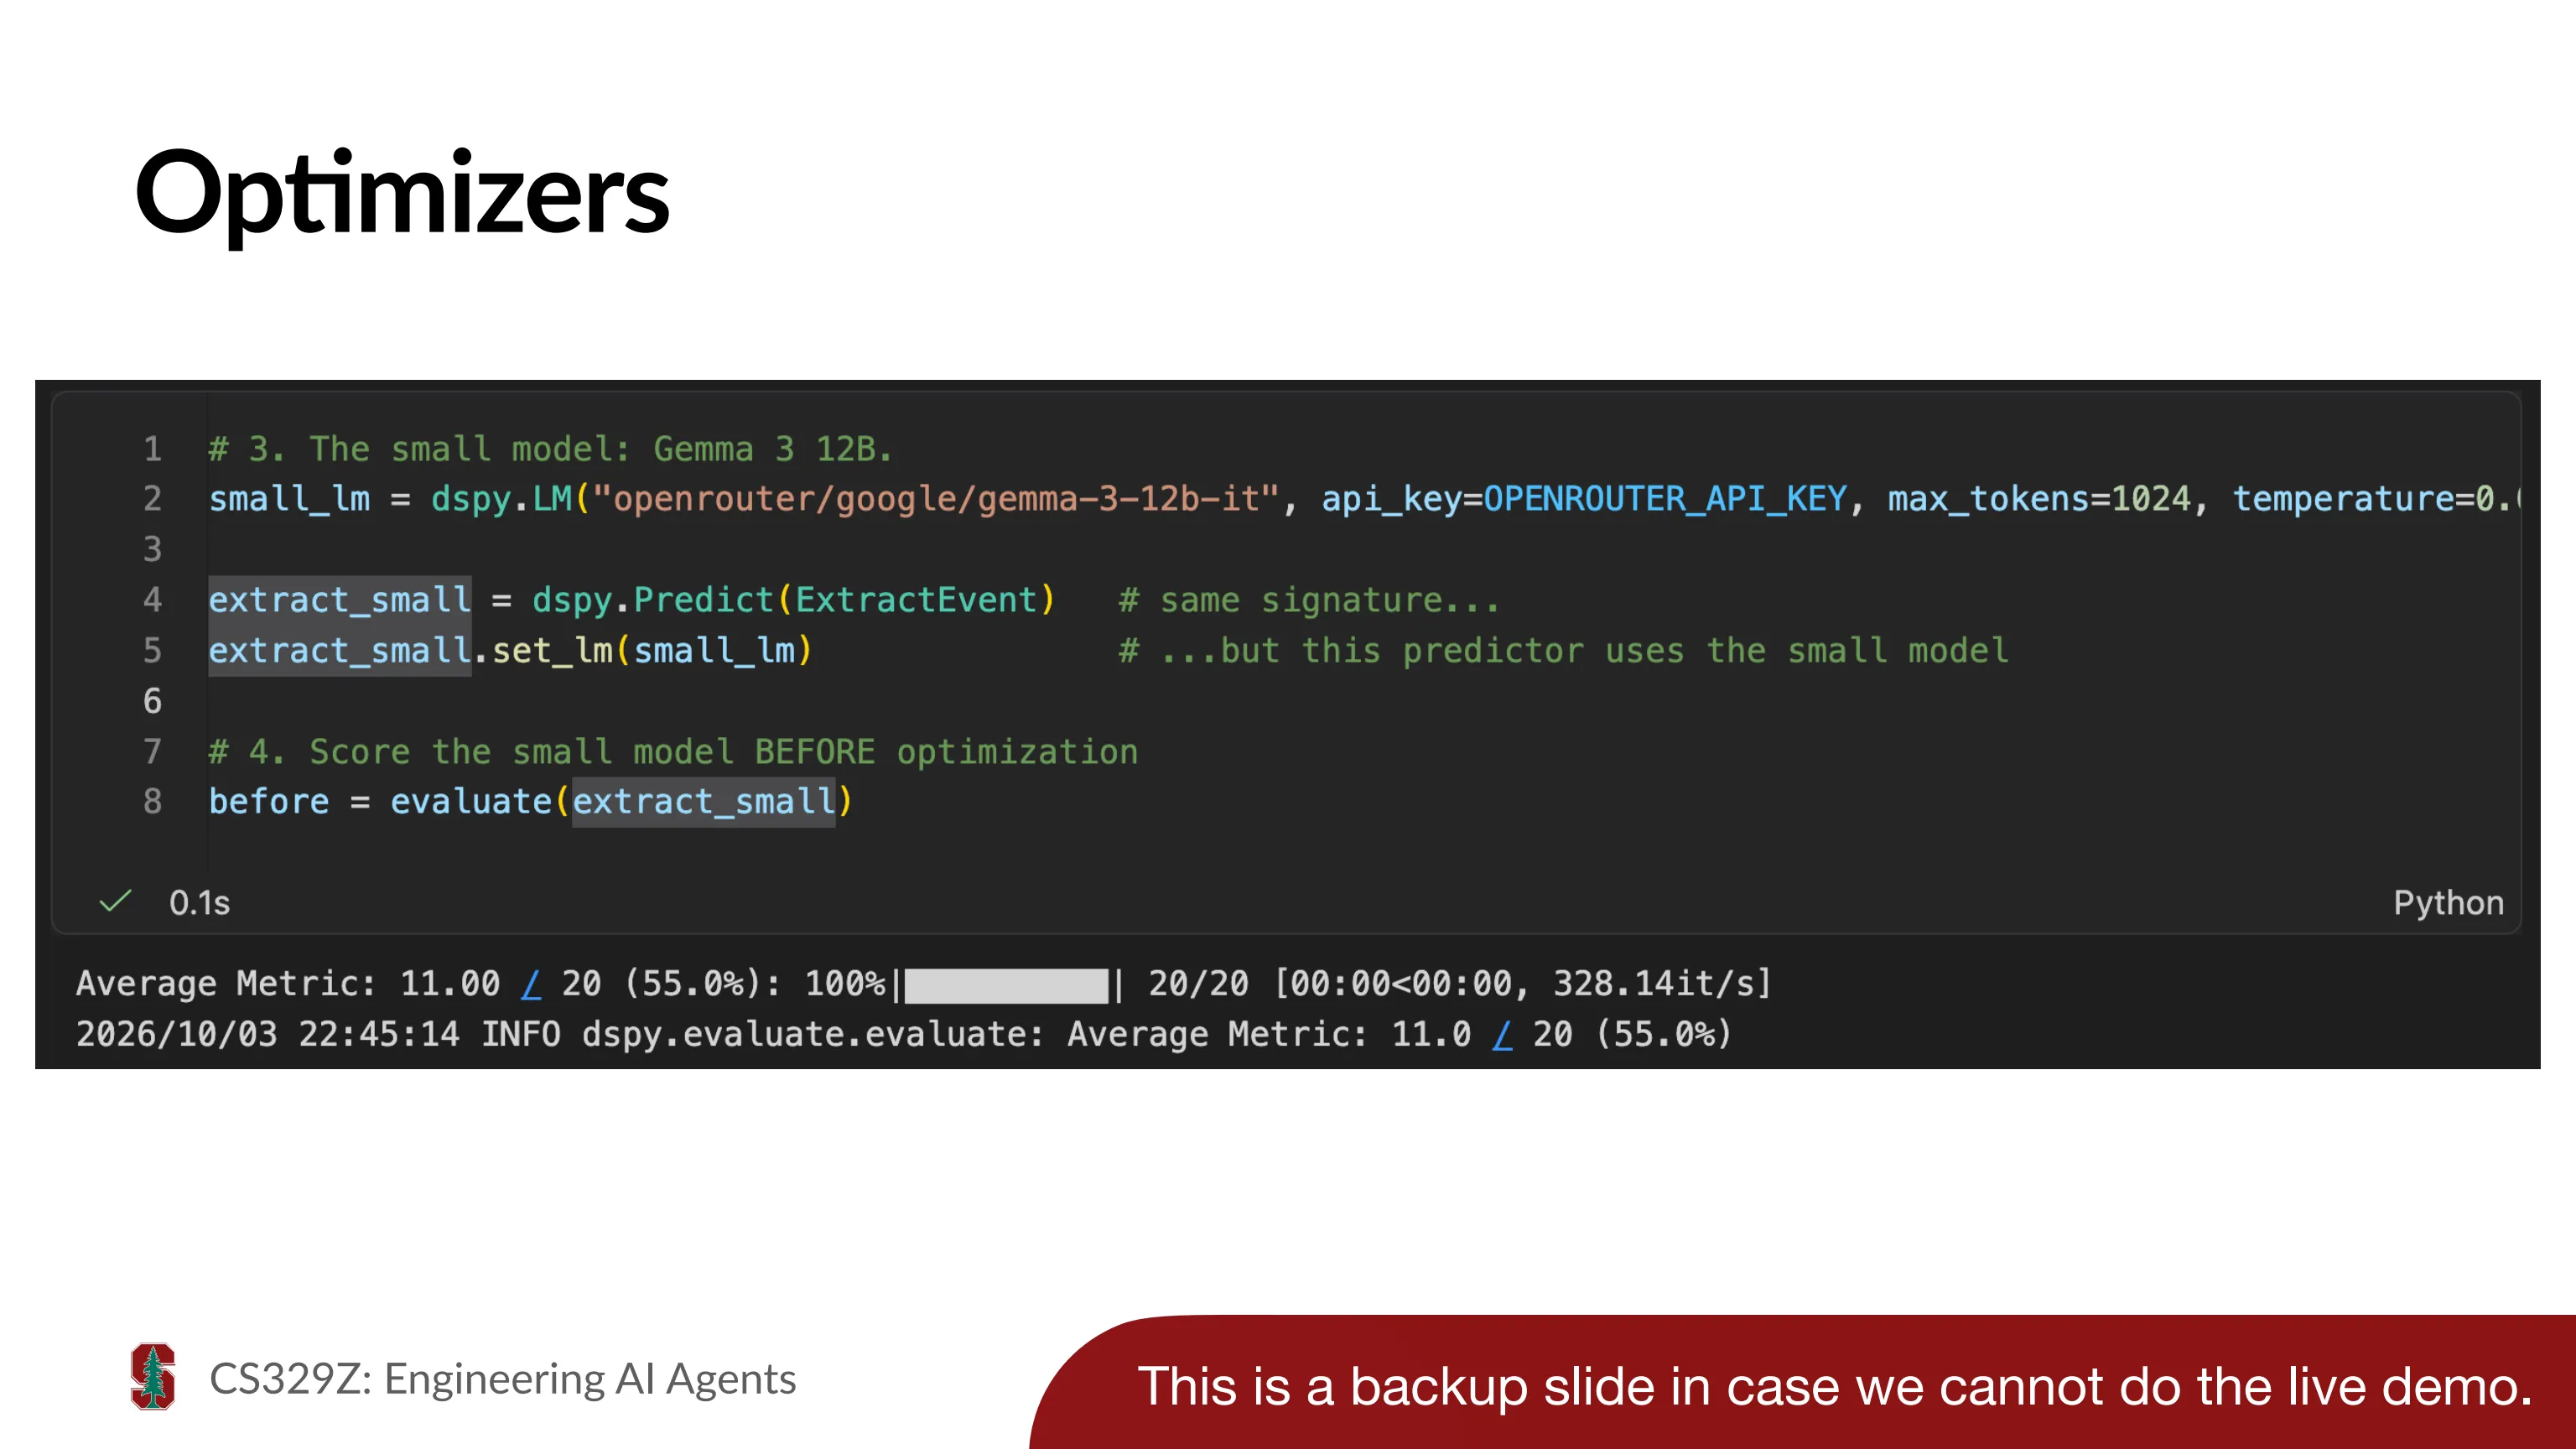 Optimizers
1 # 3. The small model: Gemma 3 12B.
2 small_lm = dspy.LM("openrouter/google/gemma-3-12b-it", api_key=OPENROUTER_API_KEY, max_tokens=1024, temperature=0.
3
4 extract_small = dspy.Predict(ExtractEvent)   # same signature...
5 extract_small.set_lm(small_lm)               # ...but this predictor uses the small model
6
7 # 4. Score the small model BEFORE optimization
8 before = evaluate(extract_small)
0.1s
Python
Average Metric: 11.00 / 20 (55.0%): 100%|██████████| 20/20 [00:00<00:00, 328.14it/s]
2026/10/03 22:45:14 INFO dspy.evaluate.evaluate: Average Metric: 11.0 / 20 (55.0%)
CS329Z: Engineering AI Agents
This is a backup slide in case we cannot do the live demo.